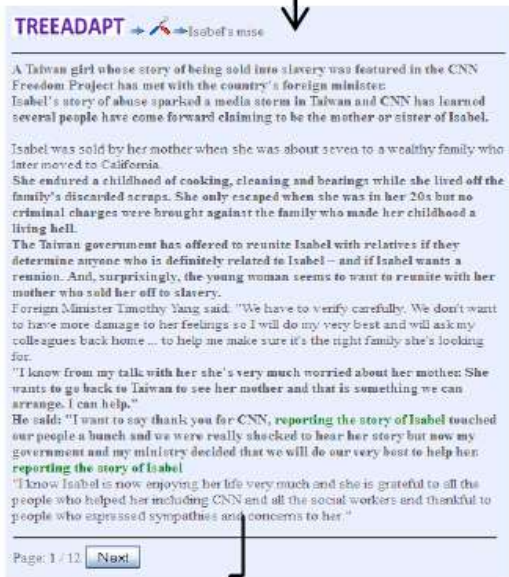 TREEADAPT Isabel's muse
A Taiwan girl whose story of being sold into slavery was featured in the CNN
Freedom Project has met with the country's foreign minister.
Isabel's story of abuse sparked a media storm in Taiwan and CNN has learned
several people have come forward claiming to be the mother or sister of Isabel.
Isabel was sold by her mother when she was about seven to a wealthy family who
later moved to California.
She endured a childhood of cooking, cleaning and beatings while she lived off the
family's discarded scraps. She only escaped when she was in her 20s but no
criminal charges were brought against the family who made her childhood a
living hell.
The Taiwan government has offered to reunite Isabel with relatives if they
determine anyone who is definitely related to Isabel – and if Isabel wants a
reunion. And, surprisingly, the young woman seems to want to reunite with her
mother who sold her off to slavery.
Foreign Minister Timothy Yang said: "We have to verify carefully. We don't want
to have more damage to her feelings so I will do my very best and will ask my
colleagues back home ... to help me make sure it's the right family she's looking
for.
"I know from my talk with her she's very much worried about her mother. She
wants to go back to Taiwan to see her mother and that is something we can
arrange. I can help."
He said: "I want to say thank you for CNN, reporting the story of Isabel touched
our people a bunch and we were really shocked to hear her story but now my
government and my ministry decided that we will do our very best to help her.
reporting the story of Isabel
"I know Isabel is now enjoying her life very much and she is grateful to all the
people who helped her including CNN and all the social workers and thankful to
people who expressed sympathies and concerns to her."
Page: 1 / 12 Next